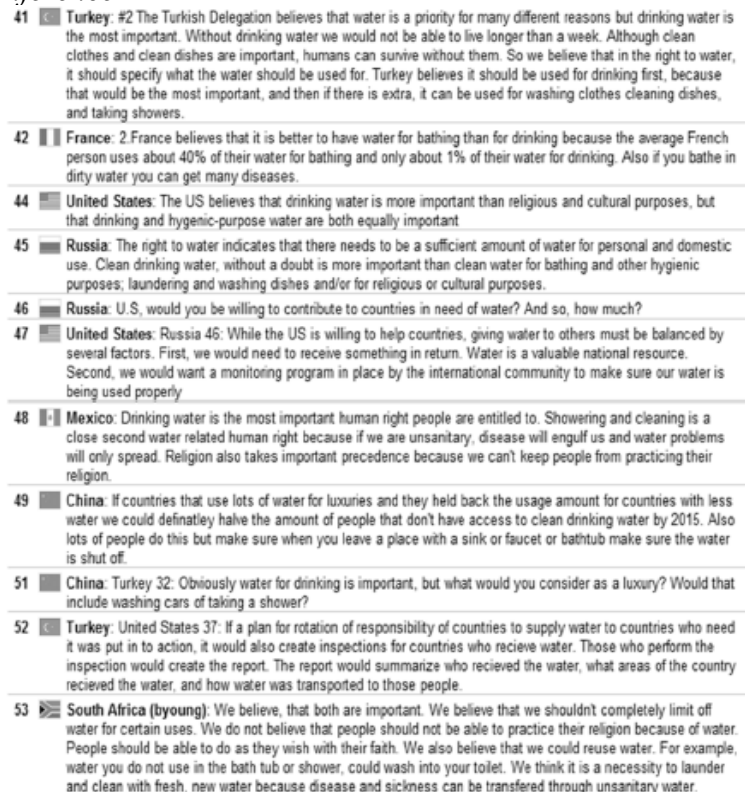 41 Turkey: #2 The Turkish Delegation believes that water is a priority for many different reasons but drinking water is
the most important. Without drinking water we would not be able to live longer than a week. Although clean
clothes and clean dishes are important, humans can survive without them. So we believe that in the right to water,
it should specify what the water should be used for. Turkey believes it should be used for drinking first, because
that would be the most important, and then if there is extra, it can be used for washing clothes cleaning dishes,
and taking showers.
42 France: 2.France believes that it is better to have water for bathing than for drinking because the average French
person uses about 40% of their water for bathing and only about 1% of their water for drinking. Also if you bathe in
dirty water you can get many diseases.
44 United States: The US believes that drinking water is more important than religious and cultural purposes, but
that drinking and hygenic-purpose water are both equally important
45 Russia: The right to water indicates that there needs to be a sufficient amount of water for personal and domestic
use. Clean drinking water, without a doubt is more important than clean water for bathing and other hygienic
purposes; laundering and washing dishes and/or for religious or cultural purposes.
46 Russia: U.S, would you be willing to contribute to countries in need of water? And so, how much?
47 United States: Russia 46: While the US is willing to help countries, giving water to others must be balanced by
several factors. First, we would need to receive something in return. Water is a valuable national resource.
Second, we would want a monitoring program in place by the international community to make sure our water is
being used properly
48 Mexico: Drinking water is the most important human right people are entitled to. Showering and cleaning is a
close second water related human right because if we are unsanitary, disease will engulf us and water problems
will only spread. Religion also takes important precedence because we can't keep people from practicing their
religion.
49 China: If countries that use lots of water for luxuries and they held back the usage amount for countries with less
water we could definatley halve the amount of people that don't have access to clean drinking water by 2015. Also
lots of people do this but make sure when you leave a place with a sink or faucet or bathtub make sure the water
is shut off.
51 China: Turkey 32: Obviously water for drinking is important, but what would you consider as a luxury? Would that
include washing cars of taking a shower?
52 Turkey: United States 37: If a plan for rotation of responsibility of countries to supply water to countries who need
it was put in to action, it would also create inspections for countries who recieve water. Those who perform the
inspection would create the report. The report would summarize who recieved the water, what areas of the country
recieved the water, and how water was transported to those people.
53 South Africa (byoung): We believe, that both are important. We believe that we shouldn't completely limit off
water for certain uses. We do not believe that people should not be able to practice their religion because of water.
People should be able to do as they wish with their faith. We also believe that we could reuse water. For example,
water you do not use in the bath tub or shower, could wash into your toilet. We think it is a necessity to launder
and clean with fresh, new water because disease and sickness can be transfered through unsanitary water.